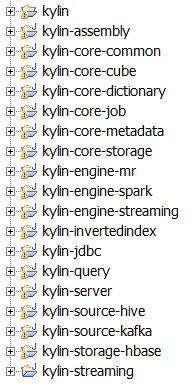 kylin
kylin-assembly
kylin-core-common
kylin-core-cube
kylin-core-dictionary
kylin-core-job
kylin-core-metadata
kylin-core-storage
kylin-engine-mr
kylin-engine-spark
kylin-engine-streaming
kylin-invertedindex
kylin-jdbc
kylin-query
kylin-server
kylin-source-hive
kylin-source-kafka
kylin-storage-hbase
kylin-streaming